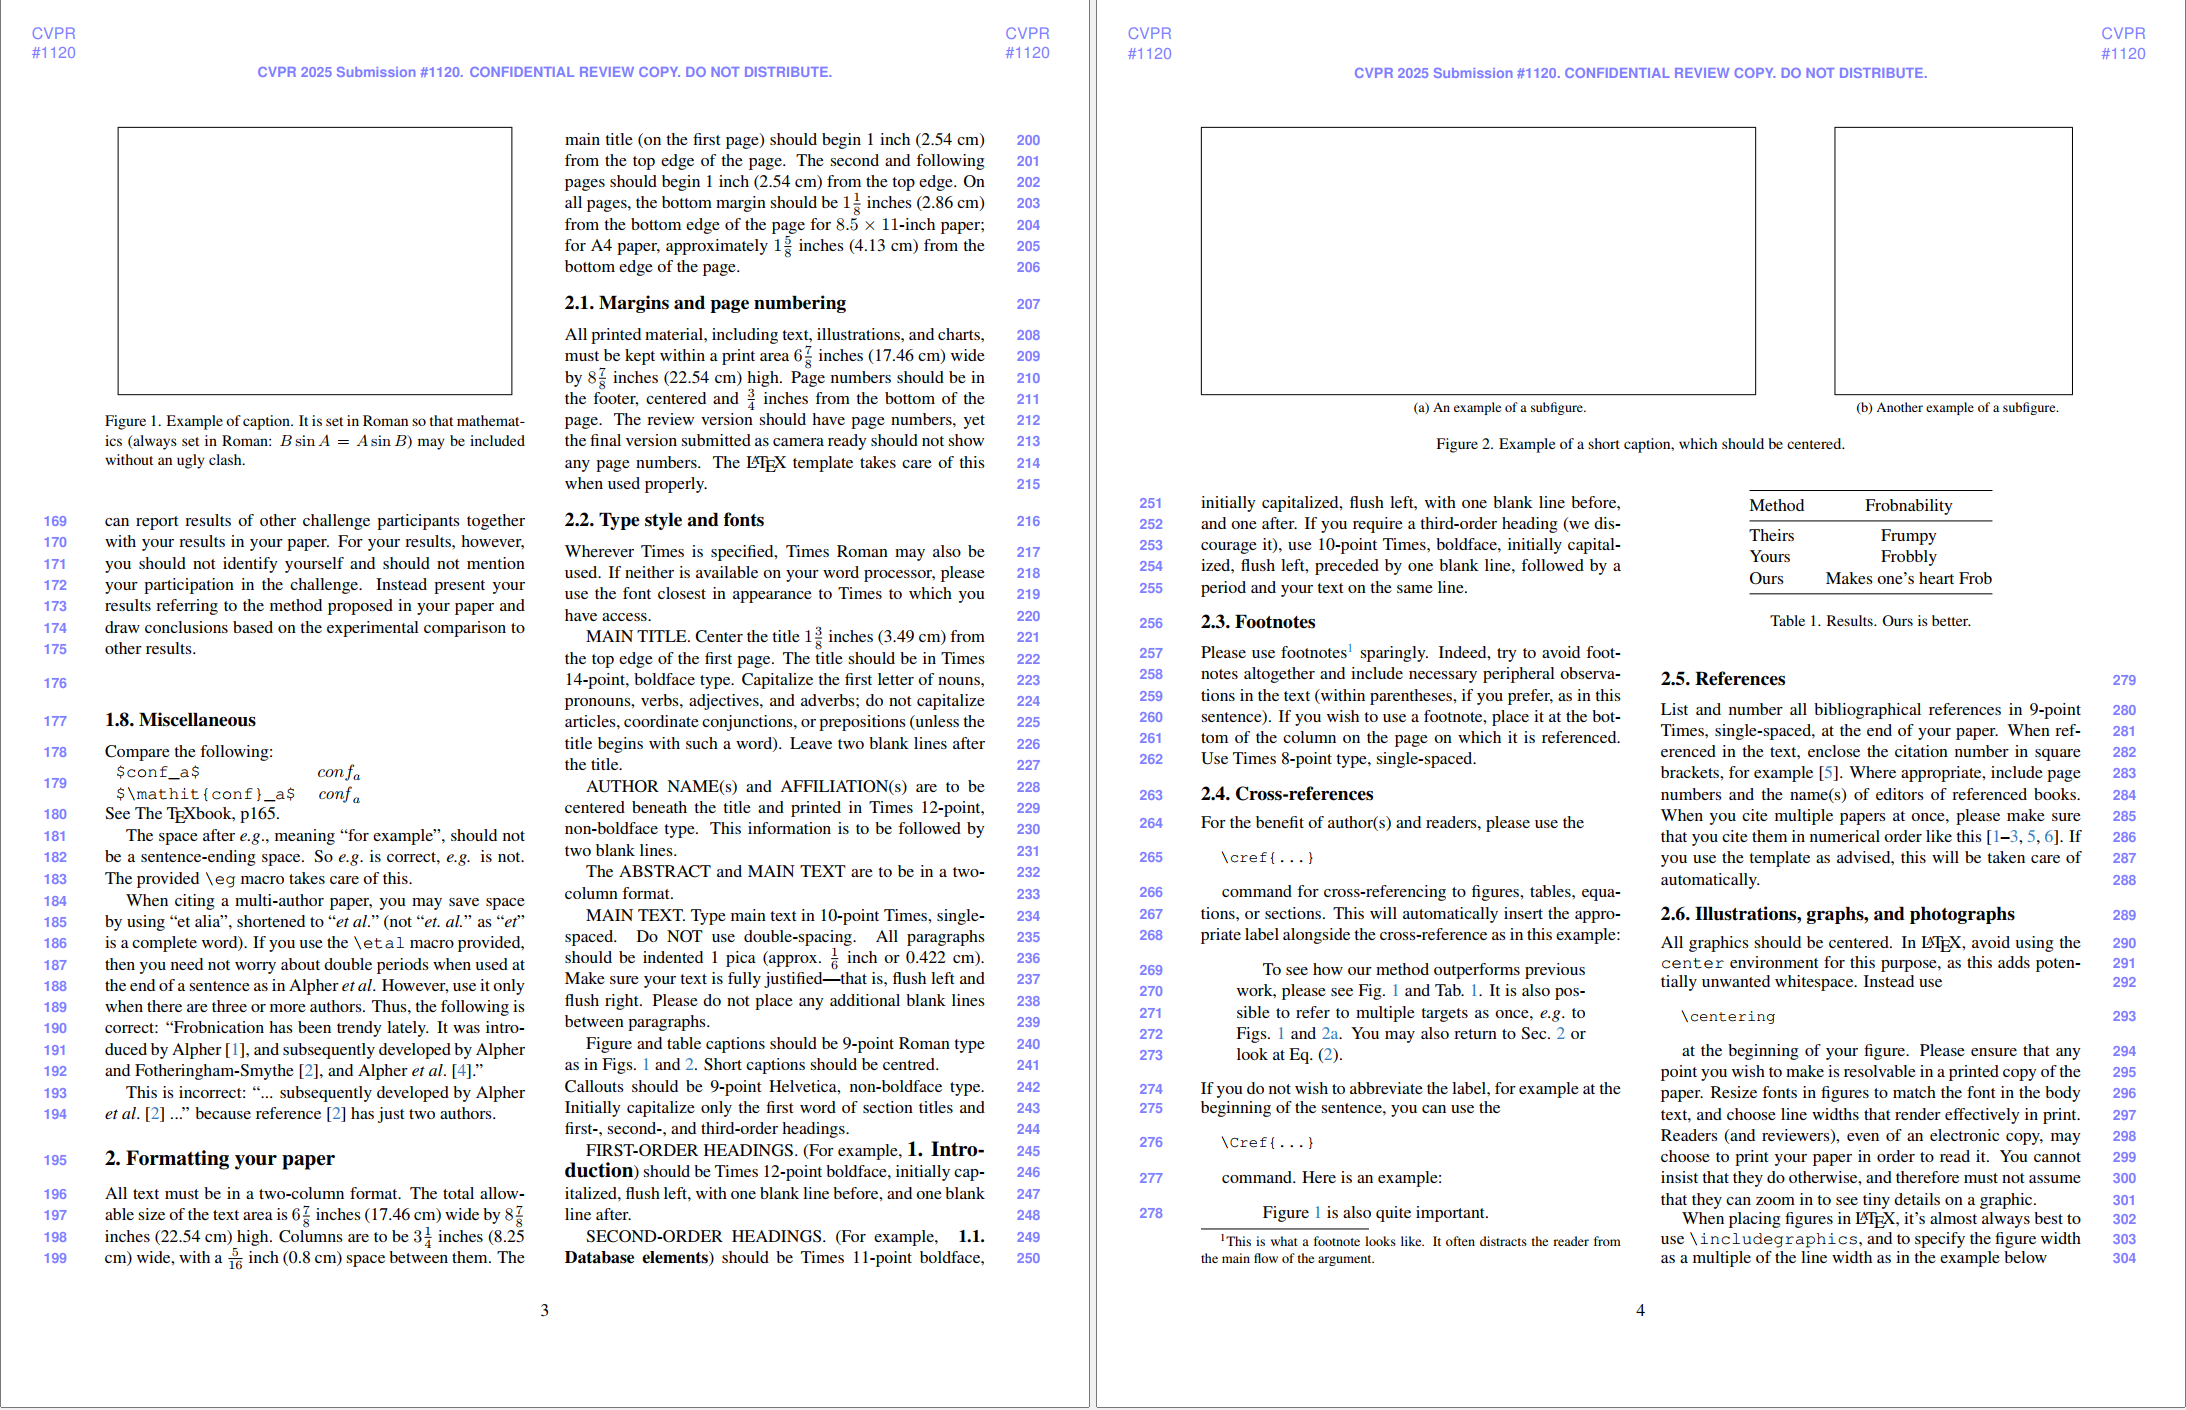 CVPR
#1120
CVPR
#1120
CVPR 2025 Submission #1120. CONFIDENTIAL REVIEW COPY. DO NOT DISTRIBUTE.
Figure 1. Example of caption. It is set in Roman so that mathemat-
ics (always set in Roman: B sin A = A sin B) may be included
without an ugly clash.
169 can report results of other challenge participants together
170 with your results in your paper. For your results, however,
171 you should not identify yourself and should not mention
172 your participation in the challenge. Instead present your
173 results referring to the method proposed in your paper and
174 draw conclusions based on the experimental comparison to
175 other results.
176
177 1.8. Miscellaneous
178 Compare the following:
$conf_a$ conf_a
179
$\mathit{conf}_a$ conf_a
180 See The TEXbook, p165.
181 The space after e.g., meaning “for example”, should not
182 be a sentence-ending space. So e.g. is correct, e.g. is not.
183 The provided \eg macro takes care of this.
184 When citing a multi-author paper, you may save space
185 by using “et alia”, shortened to “et al.” (not “et. al.” as “et”
186 is a complete word). If you use the \etal macro provided,
187 then you need not worry about double periods when used at
188 the end of a sentence as in Alpher et al. However, use it only
189 when there are three or more authors. Thus, the following is
190 correct: “Frobnication has been trendy lately. It was intro-
191 duced by Alpher [1], and subsequently developed by Alpher
192 and Fotheringham-Smythe [2], and Alpher et al. [4].”
193 This is incorrect: “... subsequently developed by Alpher
194 et al. [2] ...” because reference [2] has just two authors.
195 2. Formatting your paper
196 All text must be in a two-column format. The total allow-
197 able size of the text area is 6 7/8 inches (17.46 cm) wide by 8 7/8
198 inches (22.54 cm) high. Columns are to be 3 1/4 inches (8.25
199 cm) wide, with a 5/16 inch (0.8 cm) space between them. The
main title (on the first page) should begin 1 inch (2.54 cm) 200
from the top edge of the page. The second and following 201
pages should begin 1 inch (2.54 cm) from the top edge. On 202
all pages, the bottom margin should be 1 1/8 inches (2.86 cm) 203
from the bottom edge of the page for 8.5 × 11-inch paper; 204
for A4 paper, approximately 1 5/8 inches (4.13 cm) from the 205
bottom edge of the page. 206
2.1. Margins and page numbering 207
All printed material, including text, illustrations, and charts, 208
must be kept within a print area 6 7/8 inches (17.46 cm) wide 209
by 8 7/8 inches (22.54 cm) high. Page numbers should be in 210
the footer, centered and 3/4 inches from the bottom of the 211
page. The review version should have page numbers, yet 212
the final version submitted as camera ready should not show 213
any page numbers. The LATEX template takes care of this 214
when used properly. 215
2.2. Type style and fonts 216
Wherever Times is specified, Times Roman may also be 217
used. If neither is available on your word processor, please 218
use the font closest in appearance to Times to which you 219
have access. 220
MAIN TITLE. Center the title 1 3/8 inches (3.49 cm) from 221
the top edge of the first page. The title should be in Times 222
14-point, boldface type. Capitalize the first letter of nouns, 223
pronouns, verbs, adjectives, and adverbs; do not capitalize 224
articles, coordinate conjunctions, or prepositions (unless the 225
title begins with such a word). Leave two blank lines after 226
the title. 227
AUTHOR NAME(s) and AFFILIATION(s) are to be 228
centered beneath the title and printed in Times 12-point, 229
non-boldface type. This information is to be followed by 230
two blank lines. 231
The ABSTRACT and MAIN TEXT are to be in a two- 232
column format. 233
MAIN TEXT. Type main text in 10-point Times, single- 234
spaced. Do NOT use double-spacing. All paragraphs 235
should be indented 1 pica (approx. 1/6 inch or 0.422 cm). 236
Make sure your text is fully justified—that is, flush left and 237
flush right. Please do not place any additional blank lines 238
between paragraphs. 239
Figure and table captions should be 9-point Roman type 240
as in Figs. 1 and 2. Short captions should be centred. 241
Callouts should be 9-point Helvetica, non-boldface type. 242
Initially capitalize only the first word of section titles and 243
first-, second-, and third-order headings. 244
FIRST-ORDER HEADINGS. (For example, 1. Intro- 245
duction) should be Times 12-point boldface, initially cap- 246
italized, flush left, with one blank line before, and one blank 247
line after. 248
SECOND-ORDER HEADINGS. (For example, 1.1. 249
Database elements) should be Times 11-point boldface, 250
3
CVPR
#1120
CVPR
#1120
CVPR 2025 Submission #1120. CONFIDENTIAL REVIEW COPY. DO NOT DISTRIBUTE.
(a) An example of a subfigure.
(b) Another example of a subfigure.
Figure 2. Example of a short caption, which should be centered.
251 initially capitalized, flush left, with one blank line before,
252 and one after. If you require a third-order heading (we dis-
253 courage it), use 10-point Times, boldface, initially capital-
254 ized, flush left, preceded by one blank line, followed by a
255 period and your text on the same line.
256 2.3. Footnotes
257 Please use footnotes1 sparingly. Indeed, try to avoid foot-
258 notes altogether and include necessary peripheral observa-
259 tions in the text (within parentheses, if you prefer, as in this
260 sentence). If you wish to use a footnote, place it at the bot-
261 tom of the column on the page on which it is referenced.
262 Use Times 8-point type, single-spaced.
263 2.4. Cross-references
264 For the benefit of author(s) and readers, please use the
265 \cref{...}
266 command for cross-referencing to figures, tables, equa-
267 tions, or sections. This will automatically insert the appro-
268 priate label alongside the cross-reference as in this example:
269 To see how our method outperforms previous
270 work, please see Fig. 1 and Tab. 1. It is also pos-
271 sible to refer to multiple targets as once, e.g. to
272 Figs. 1 and 2a. You may also return to Sec. 2 or
273 look at Eq. (2).
274 If you do not wish to abbreviate the label, for example at the
275 beginning of the sentence, you can use the
276 \Cref{...}
277 command. Here is an example:
278 Figure 1 is also quite important.
1This is what a footnote looks like. It often distracts the reader from
the main flow of the argument.
Method Frobnability
Theirs Frumpy
Yours Frobbly
Ours Makes one’s heart Frob
Table 1. Results. Ours is better.
2.5. References 279
List and number all bibliographical references in 9-point 280
Times, single-spaced, at the end of your paper. When ref- 281
erenced in the text, enclose the citation number in square 282
brackets, for example [5]. Where appropriate, include page 283
numbers and the name(s) of editors of referenced books. 284
When you cite multiple papers at once, please make sure 285
that you cite them in numerical order like this [1–3, 5, 6]. If 286
you use the template as advised, this will be taken care of 287
automatically. 288
2.6. Illustrations, graphs, and photographs 289
All graphics should be centered. In LATEX, avoid using the 290
center environment for this purpose, as this adds poten- 291
tially unwanted whitespace. Instead use 292
\centering 293
at the beginning of your figure. Please ensure that any 294
point you wish to make is resolvable in a printed copy of the 295
paper. Resize fonts in figures to match the font in the body 296
text, and choose line widths that render effectively in print. 297
Readers (and reviewers), even of an electronic copy, may 298
choose to print your paper in order to read it. You cannot 299
insist that they do otherwise, and therefore must not assume 300
that they can zoom in to see tiny details on a graphic. 301
When placing figures in LATEX, it’s almost always best to 302
use \includegraphics, and to specify the figure width 303
as a multiple of the line width as in the example below 304
4